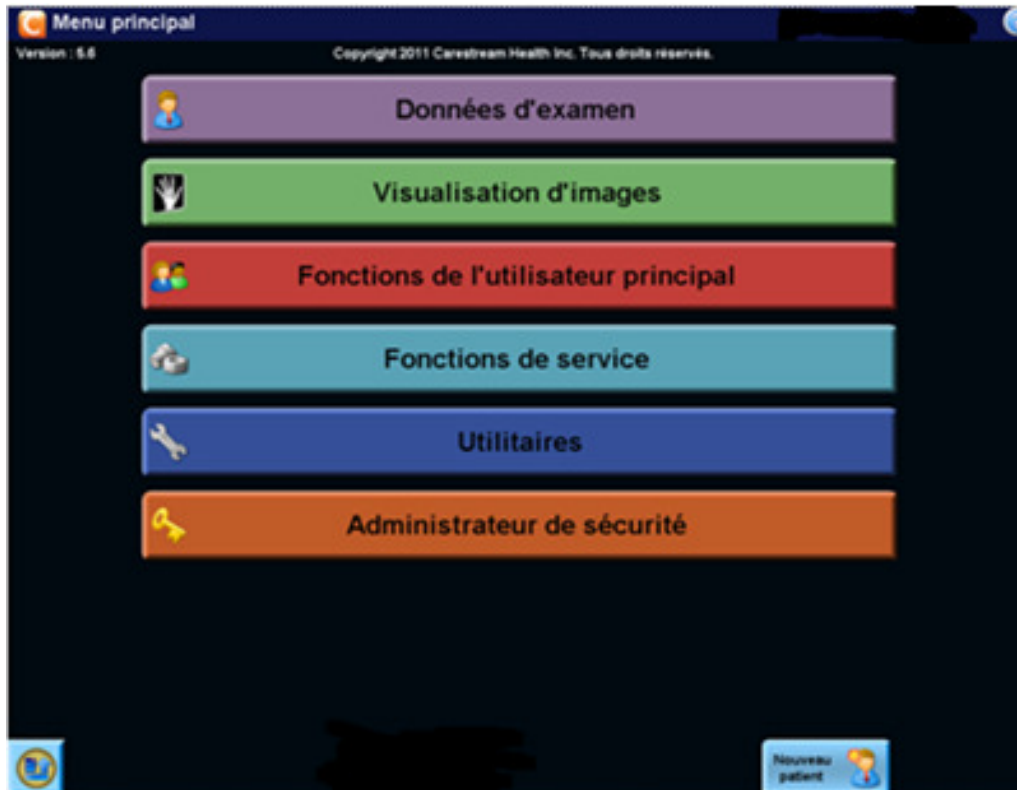 Menu principal
Version : 5.6
Copyright 2011 Carestream Health Inc. Tous droits réservés.
Données d'examen
Visualisation d'images
Fonctions de l'utilisateur principal
Fonctions de service
Utilitaires
Administrateur de sécurité
Nouveau
patient